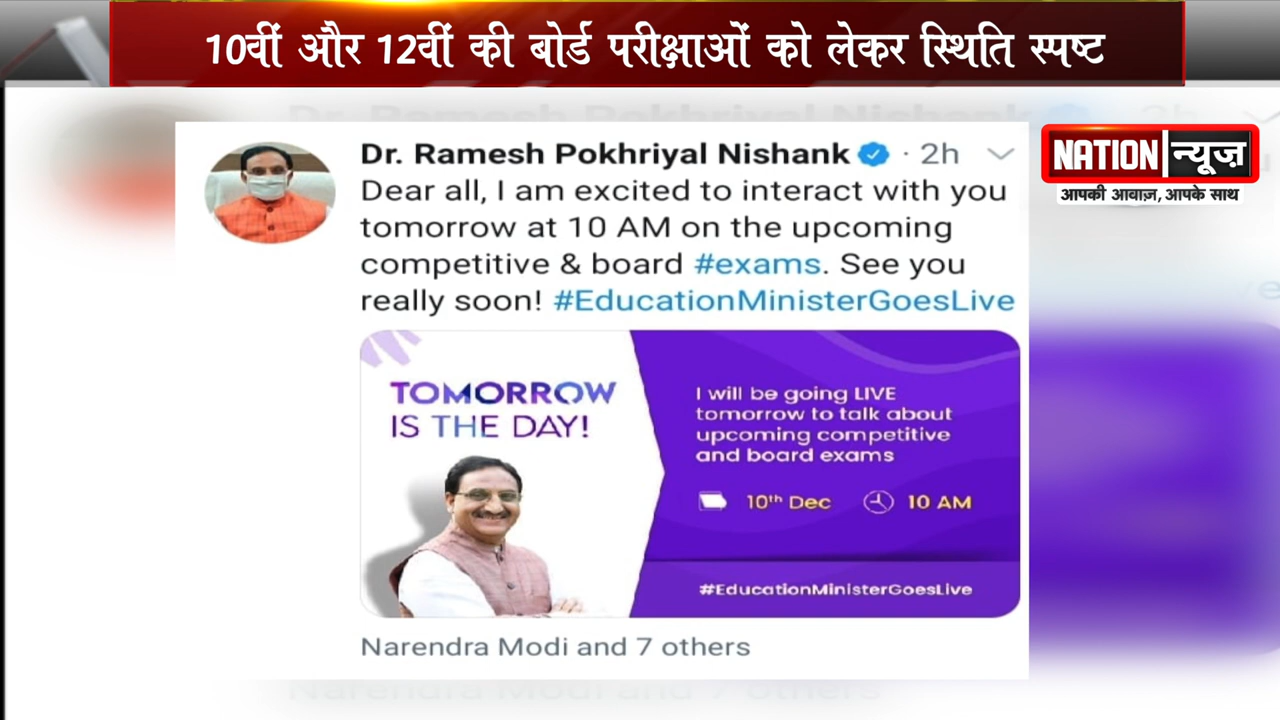 10वीं और 12वीं की बोर्ड परीक्षाओं को लेकर स्थिति स्पष्ट
NATION न्यूज़
आपकी आवाज़, आपके साथ
Dr. Ramesh Pokhriyal Nishank · 2h
Dear all, I am excited to interact with you
tomorrow at 10 AM on the upcoming
competitive & board #exams. See you
really soon! #EducationMinisterGoesLive
TOMORROW
IS THE DAY!
I will be going LIVE
tomorrow to talk about
upcoming competitive
and board exams
10th Dec 10 AM
#EducationMinisterGoesLive
Narendra Modi and 7 others